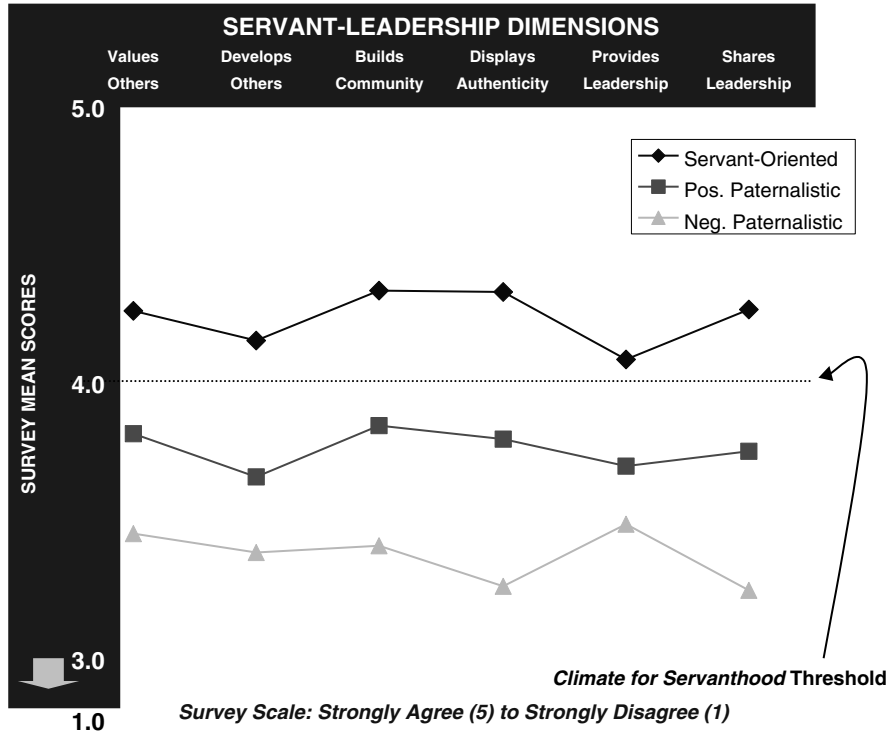 SERVANT-LEADERSHIP DIMENSIONS
Values Develops Builds Displays Provides Shares
Others Others Community Authenticity Leadership Leadership
5.0
Servant-Oriented
Pos. Paternalistic
Neg. Paternalistic
SURVEY MEAN SCORES
4.0
3.0
Climate for Servanthood Threshold
1.0
Survey Scale: Strongly Agree (5) to Strongly Disagree (1)